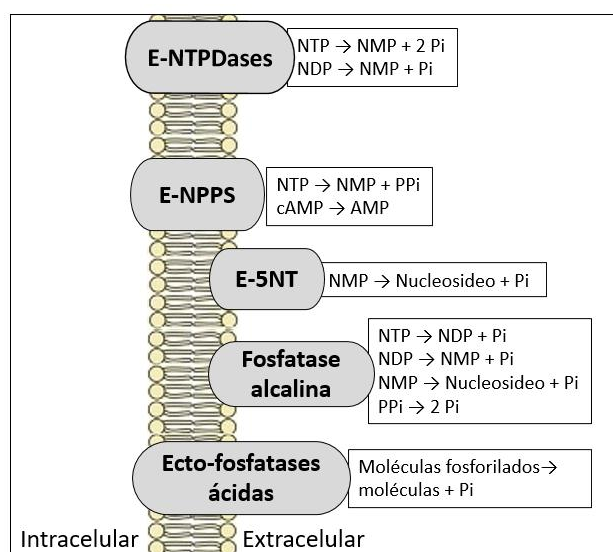 E-NTPDases
NTP → NMP + 2 Pi
NDP → NMP + Pi
E-NPPS
NTP → NMP + PPi
cAMP → AMP
E-5NT
NMP → Nucleosideo + Pi
Fosfatase
alcalina
NTP → NDP + Pi
NDP → NMP + Pi
NMP → Nucleosideo + Pi
PPi → 2 Pi
Ecto-fosfatases
ácidas
Moléculas fosforilados→
moléculas + Pi
Intracelular
Extracelular